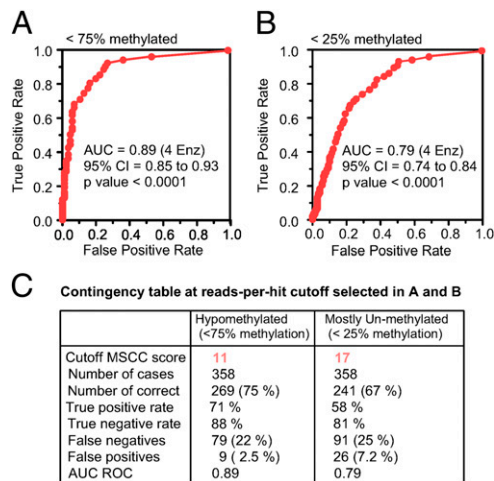 A
< 75% methylated
1.0
0.8
0.6
0.4
0.2
0.0
True Positive Rate
AUC = 0.89 (4 Enz)
95% CI = 0.85 to 0.93
p value < 0.0001
0.0 0.2 0.4 0.6 0.8 1.0
False Positive Rate
B
< 25% methylated
1.0
0.8
0.6
0.4
0.2
0.0
True Positive Rate
AUC = 0.79 (4 Enz)
95% CI = 0.74 to 0.84
p value < 0.0001
0.0 0.2 0.4 0.6 0.8 1.0
False Positive Rate
C Contingency table at reads-per-hit cutoff selected in A and B
Hypomethylated Mostly Un-methylated
(<75% methylation) (< 25% methylation)
Cutoff MSCC score 11 17
Number of cases 358 358
Number of correct 269 (75 %) 241 (67 %)
True positive rate 71 % 58 %
True negative rate 88 % 81 %
False negatives 79 (22 %) 91 (25 %)
False positives 9 ( 2.5 %) 26 (7.2 %)
AUC ROC 0.89 0.79